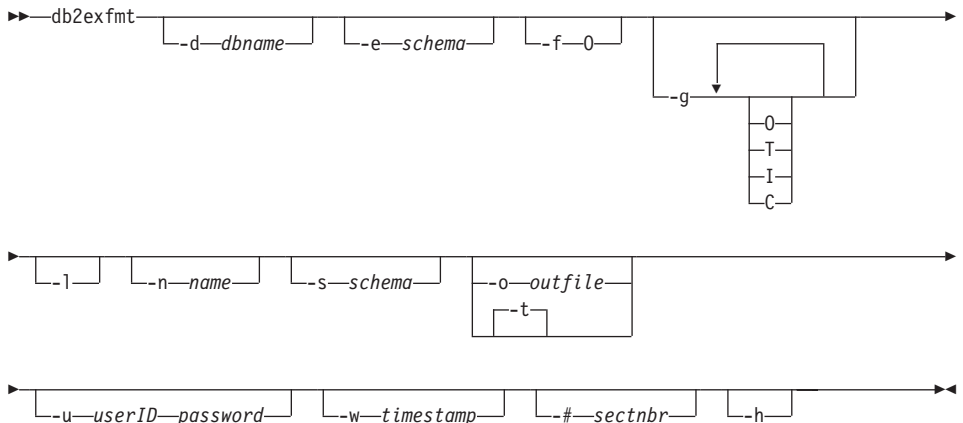 db2exfmt -d dbname -e schema -f O
-g
O
T
I
C
-l -n name -s schema -o outfile
-t
-u userID password -w timestamp -# sectnbr -h